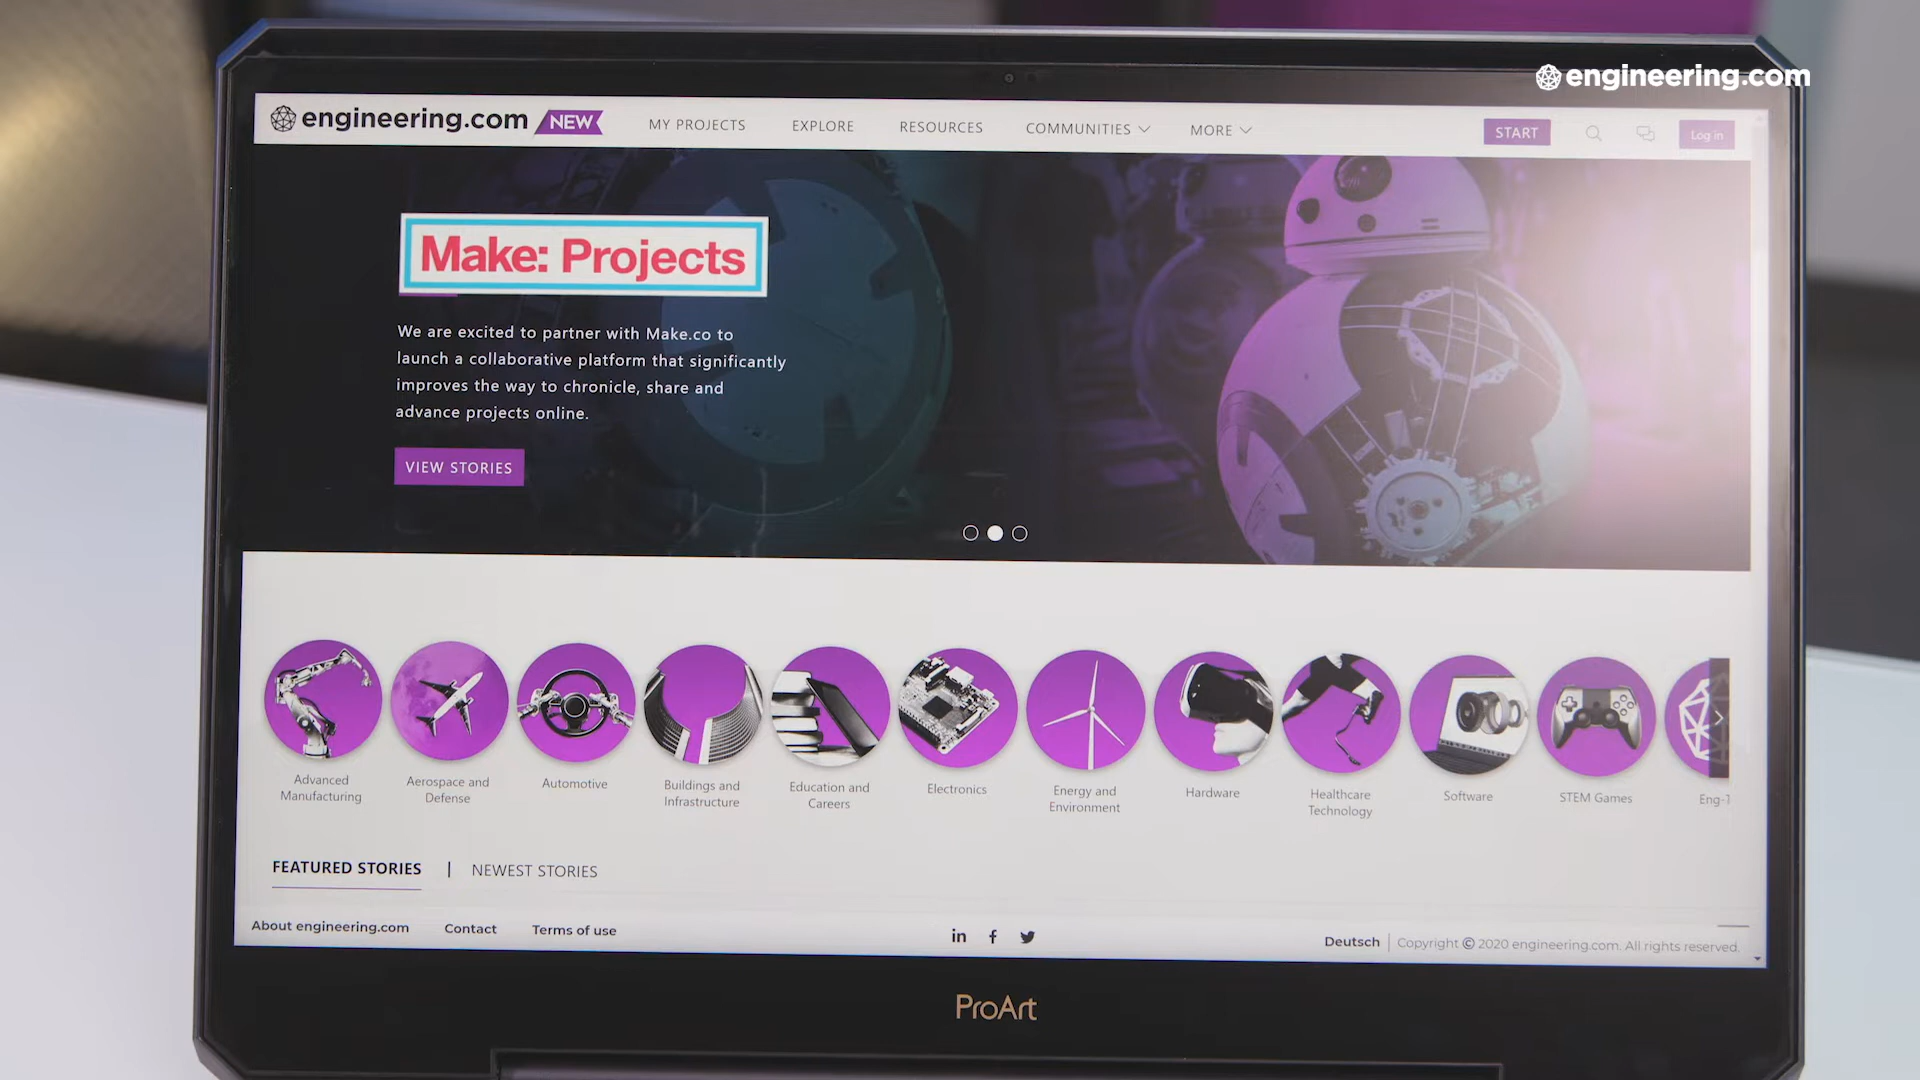 engineering.com
engineering.com NEW MY PROJECTS EXPLORE RESOURCES COMMUNITIES MORE START Log in
Make: Projects
We are excited to partner with Make.co to
launch a collaborative platform that significantly
improves the way to chronicle, share and
advance projects online.
VIEW STORIES
Advanced
Manufacturing
Aerospace and
Defense
Automotive
Buildings and
Infrastructure
Education and
Careers
Electronics
Energy and
Environment
Hardware
Healthcare
Technology
Software
STEM Games
FEATURED STORIES | NEWEST STORIES
About engineering.com Contact Terms of use in f Deutsch | Copyright © 2020 engineering.com. All rights reserved.
ProArt